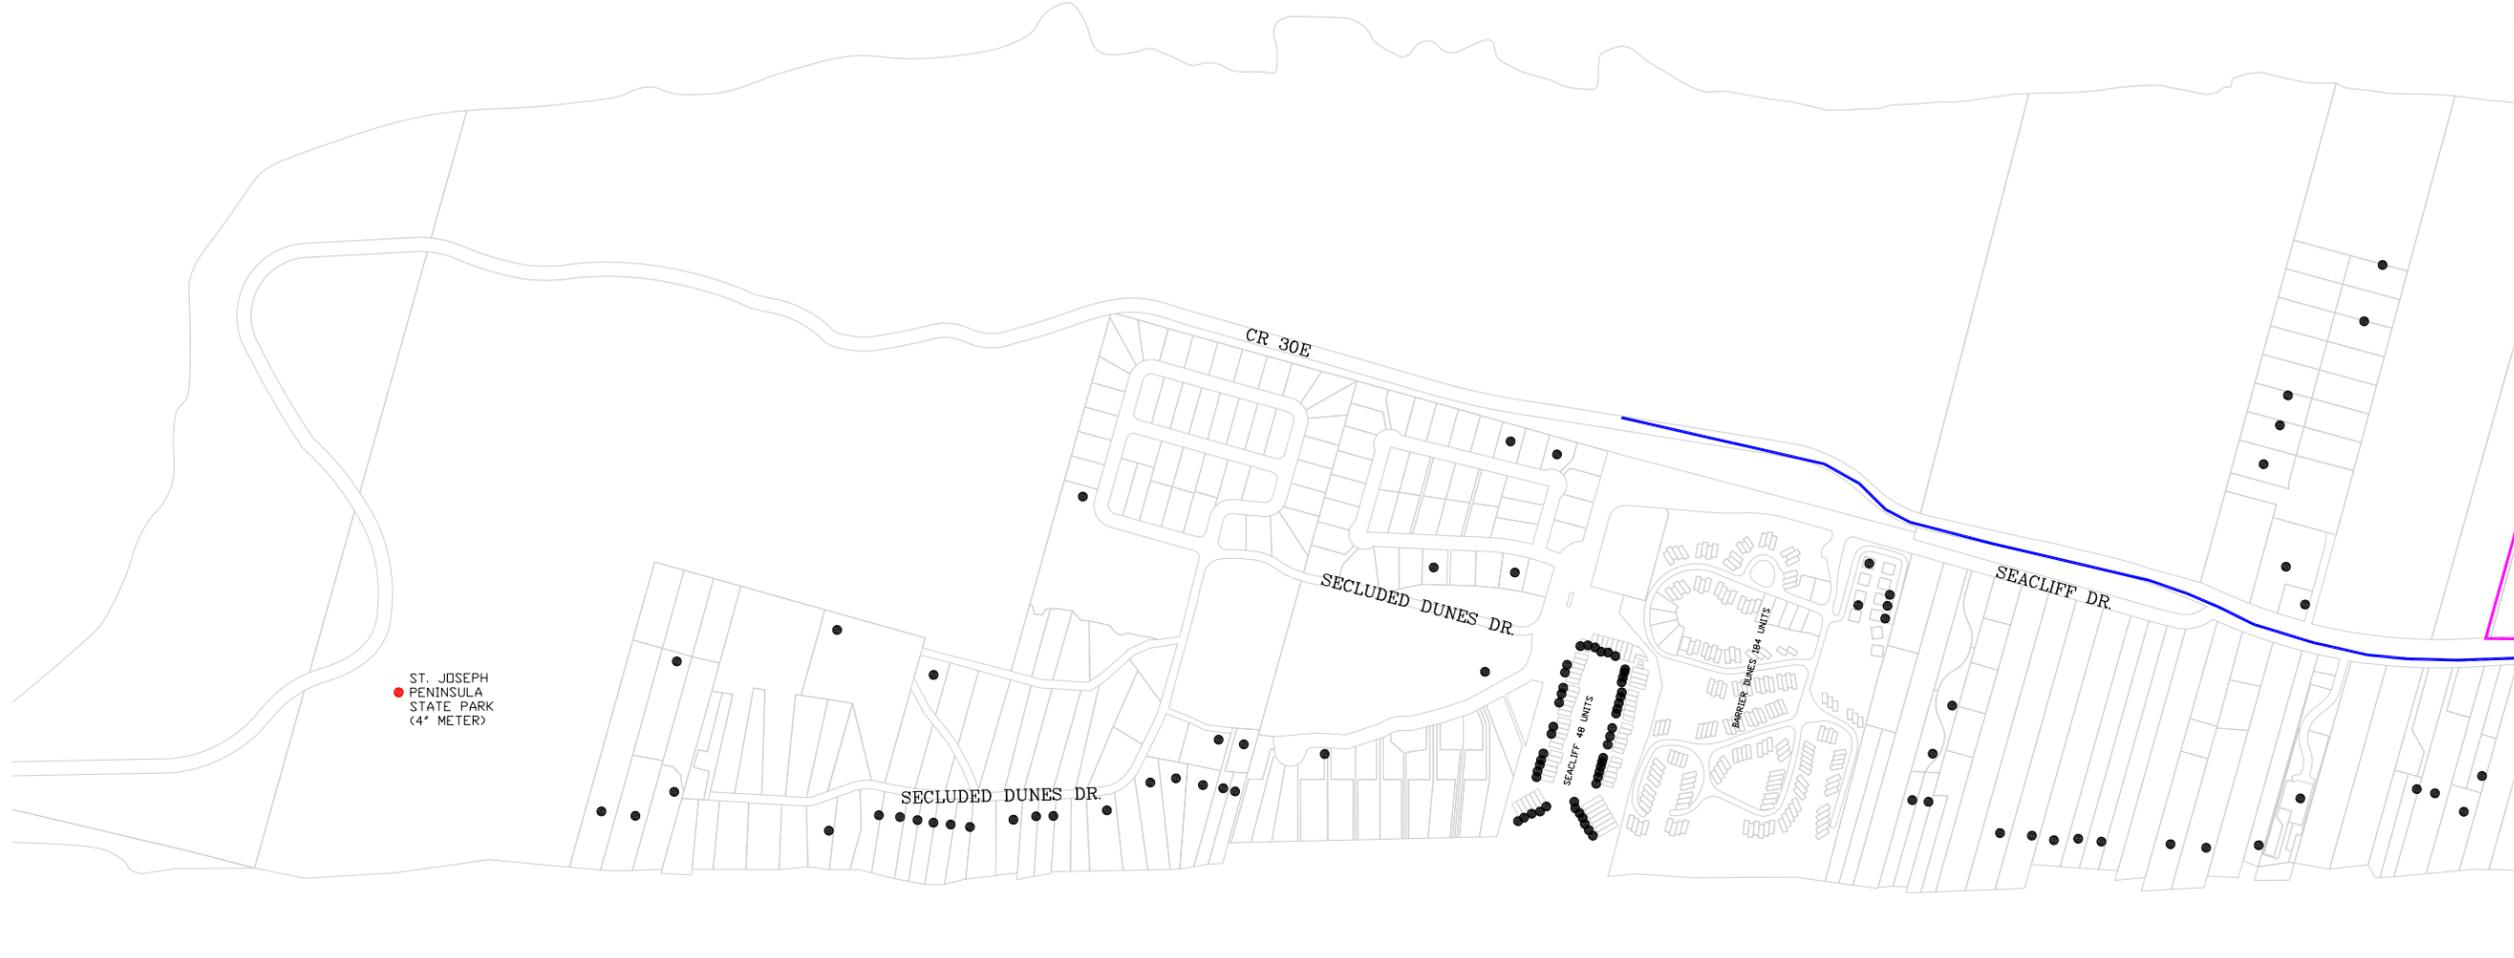 CR 30E
SEACLIFF DR.
SECLUDED DUNES DR.
BARRIER DUNES 184 UNITS
SEACLIFF 48 UNITS
ST. JOSEPH
PENINSULA
STATE PARK
(4" METER)
SECLUDED DUNES DR.